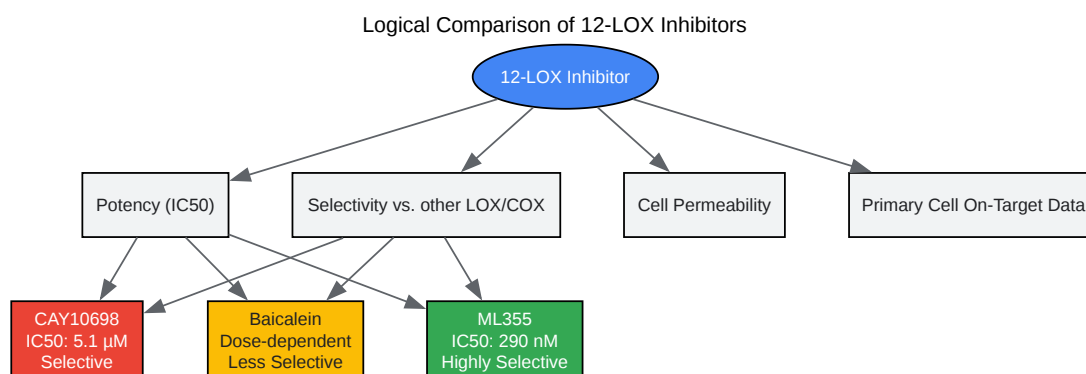 Logical Comparison of 12-LOX Inhibitors
12-LOX Inhibitor
Potency (IC50)
Selectivity vs. other LOX/COX
Cell Permeability
Primary Cell On-Target Data
CAY10698
IC50: 5.1 µM
Selective
Baicalein
Dose-dependent
Less Selective
ML355
IC50: 290 nM
Highly Selective